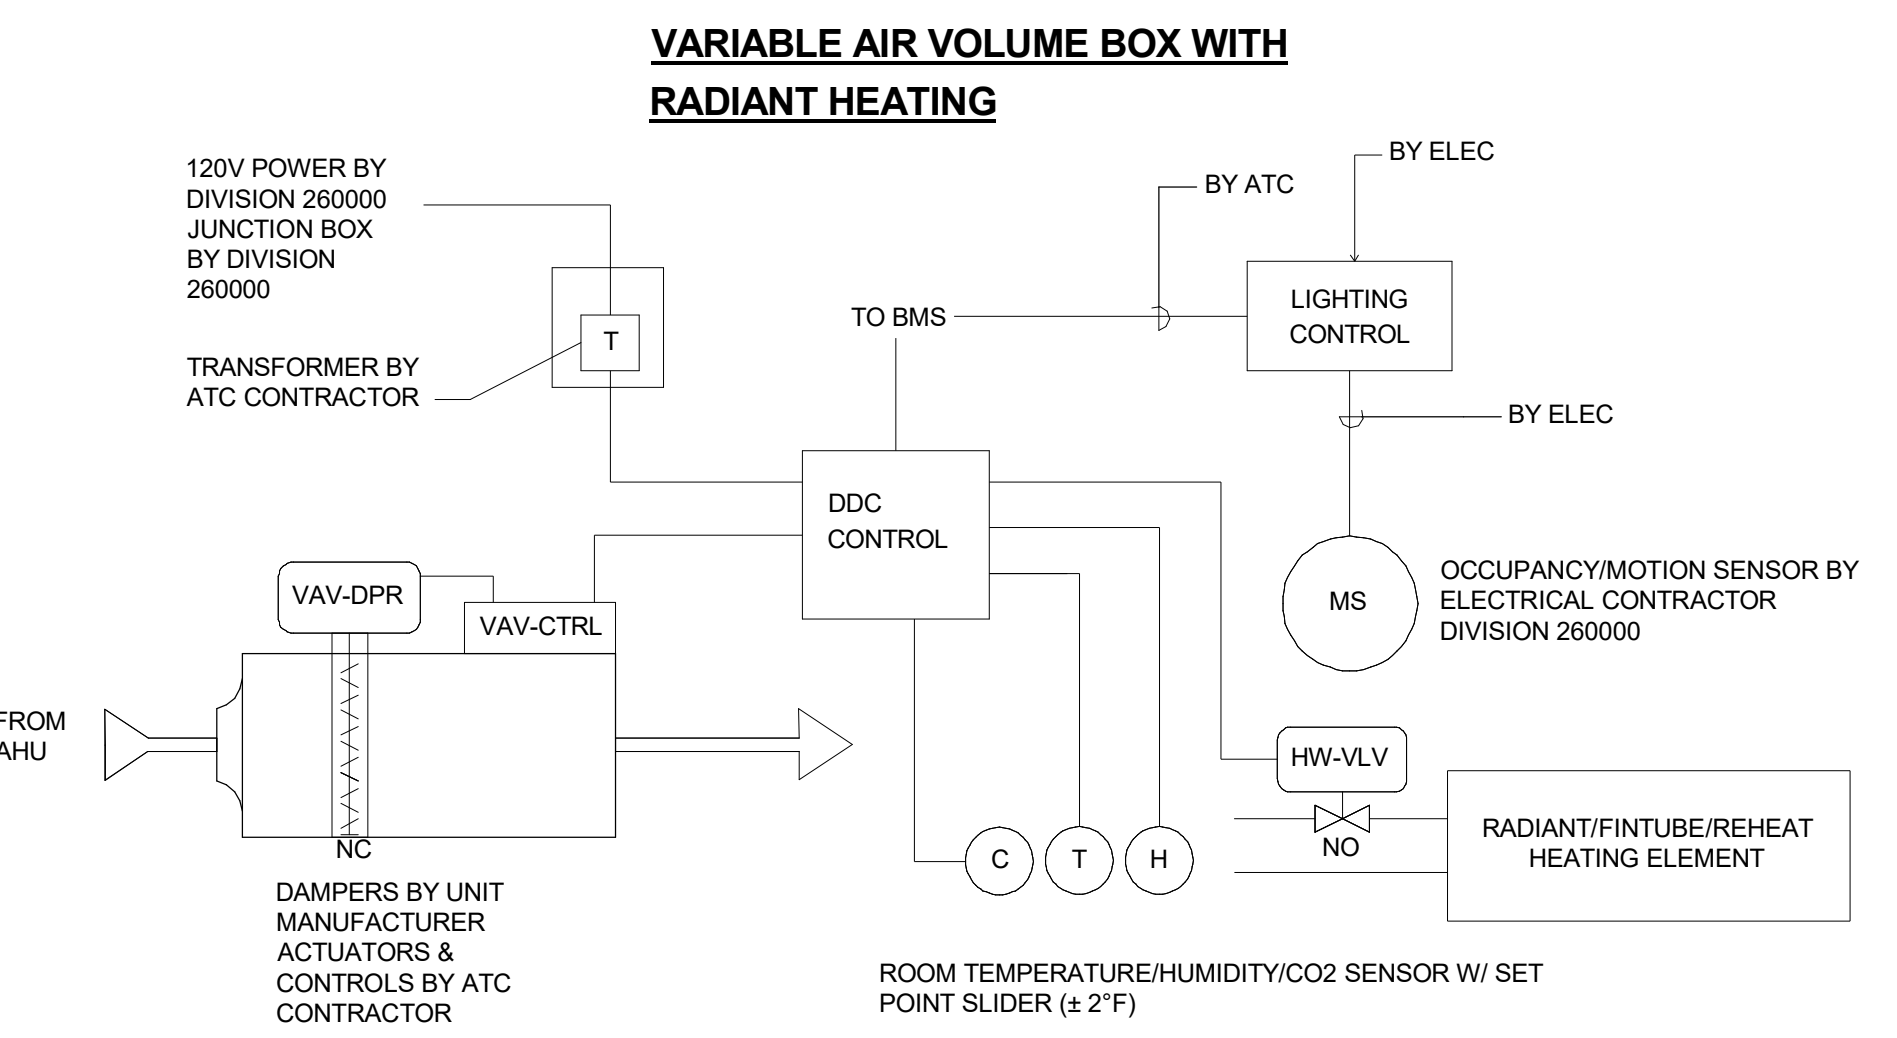 VARIABLE AIR VOLUME BOX WITH
RADIANT HEATING
120V POWER BY
DIVISION 260000
JUNCTION BOX
BY DIVISION
260000
TRANSFORMER BY
ATC CONTRACTOR
T
BY ATC
BY ELEC
TO BMS
LIGHTING
CONTROL
BY ELEC
DDC
CONTROL
VAV-DPR
VAV-CTRL
MS
OCCUPANCY/MOTION SENSOR BY
ELECTRICAL CONTRACTOR
DIVISION 260000
FROM
AHU
NC
DAMPERS BY UNIT
MANUFACTURER
ACTUATORS &
CONTROLS BY ATC
CONTRACTOR
C
T
H
HW-VLV
NO
RADIANT/FINTUBE/REHEAT
HEATING ELEMENT
ROOM TEMPERATURE/HUMIDITY/CO2 SENSOR W/ SET
POINT SLIDER (± 2°F)